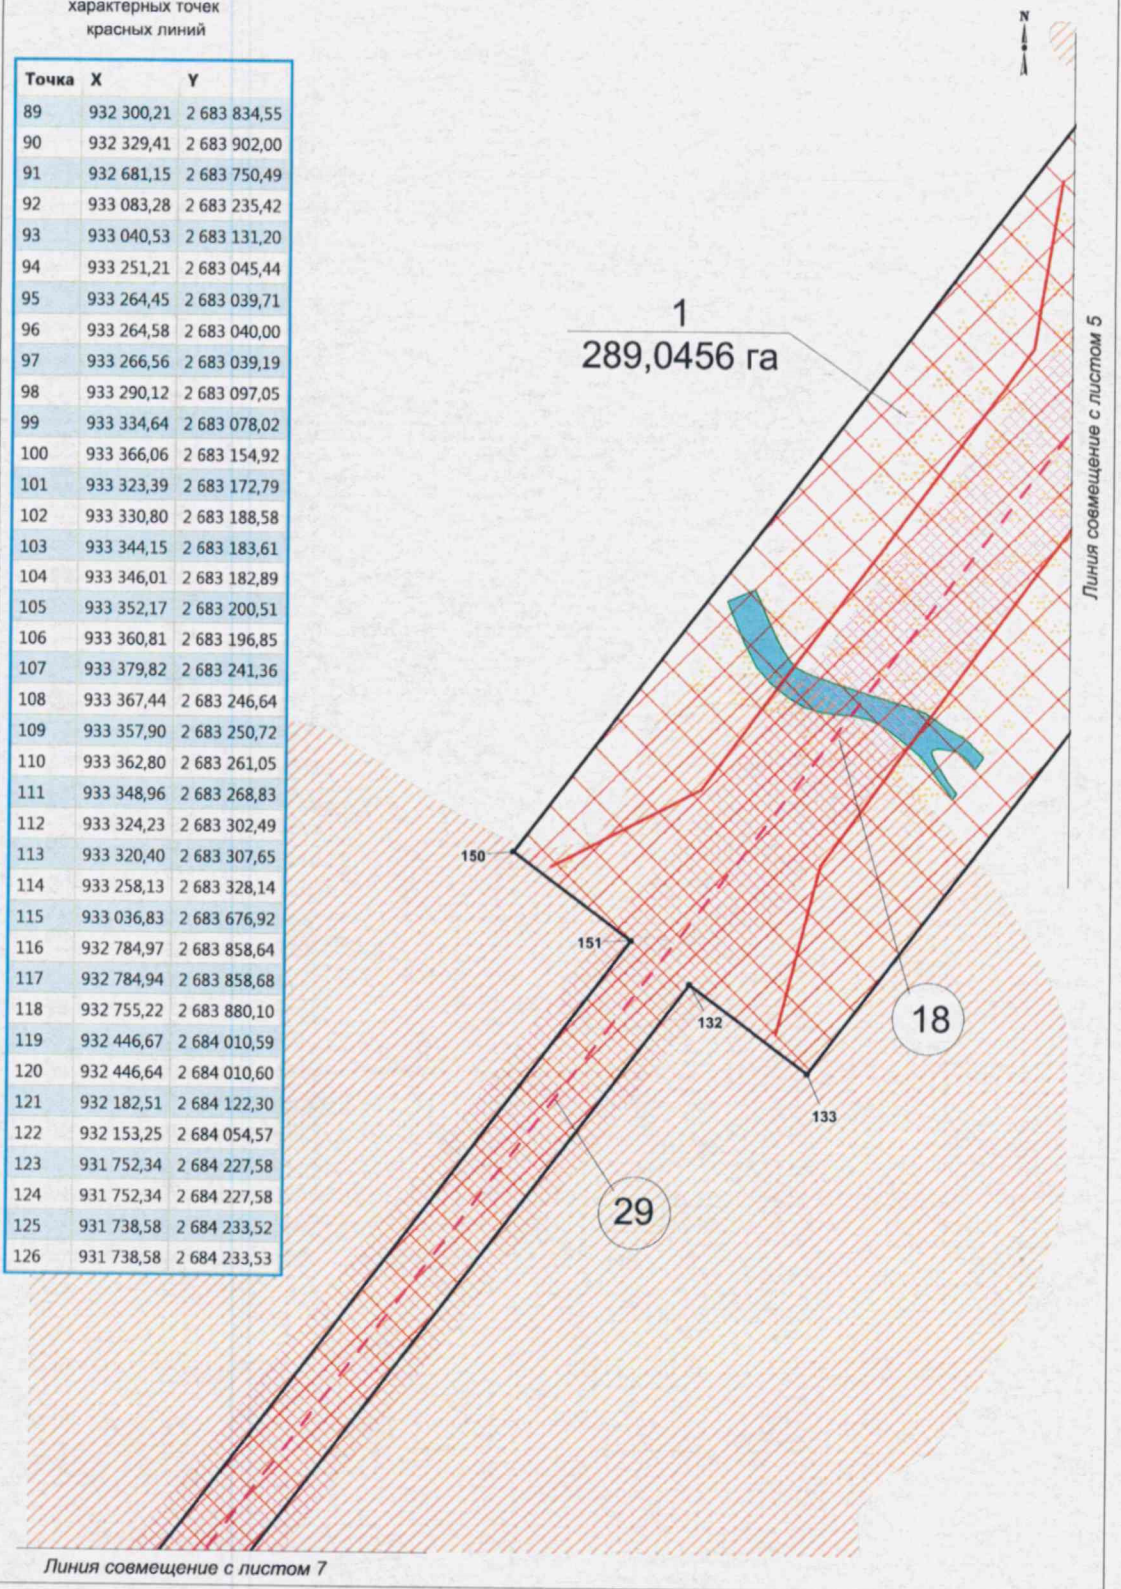 характерных точек
красных линий
Точка X Y
89 932 300,21 2 683 834,55
90 932 329,41 2 683 902,00
91 932 681,15 2 683 750,49
92 933 083,28 2 683 235,42
93 933 040,53 2 683 131,20
94 933 251,21 2 683 045,44
95 933 264,45 2 683 039,71
96 933 264,58 2 683 040,00
97 933 266,56 2 683 039,19
98 933 290,12 2 683 097,05
99 933 334,64 2 683 078,02
100 933 366,06 2 683 154,92
101 933 323,39 2 683 172,79
102 933 330,80 2 683 188,58
103 933 344,15 2 683 183,61
104 933 346,01 2 683 182,89
105 933 352,17 2 683 200,51
106 933 360,81 2 683 196,85
107 933 379,82 2 683 241,36
108 933 367,44 2 683 246,64
109 933 357,90 2 683 250,72
110 933 362,80 2 683 261,05
111 933 348,96 2 683 268,83
112 933 324,23 2 683 302,49
113 933 320,40 2 683 307,65
114 933 258,13 2 683 328,14
115 933 036,83 2 683 676,92
116 932 784,97 2 683 858,64
117 932 784,94 2 683 858,68
118 932 755,22 2 683 880,10
119 932 446,67 2 684 010,59
120 932 446,64 2 684 010,60
121 932 182,51 2 684 122,30
122 932 153,25 2 684 054,57
123 931 752,34 2 684 227,58
124 931 752,34 2 684 227,58
125 931 738,58 2 684 233,52
126 931 738,58 2 684 233,53
N
1
289,0456 га
Линия совмещение с листом 5
150
151
132
18
133
29
Линия совмещение с листом 7